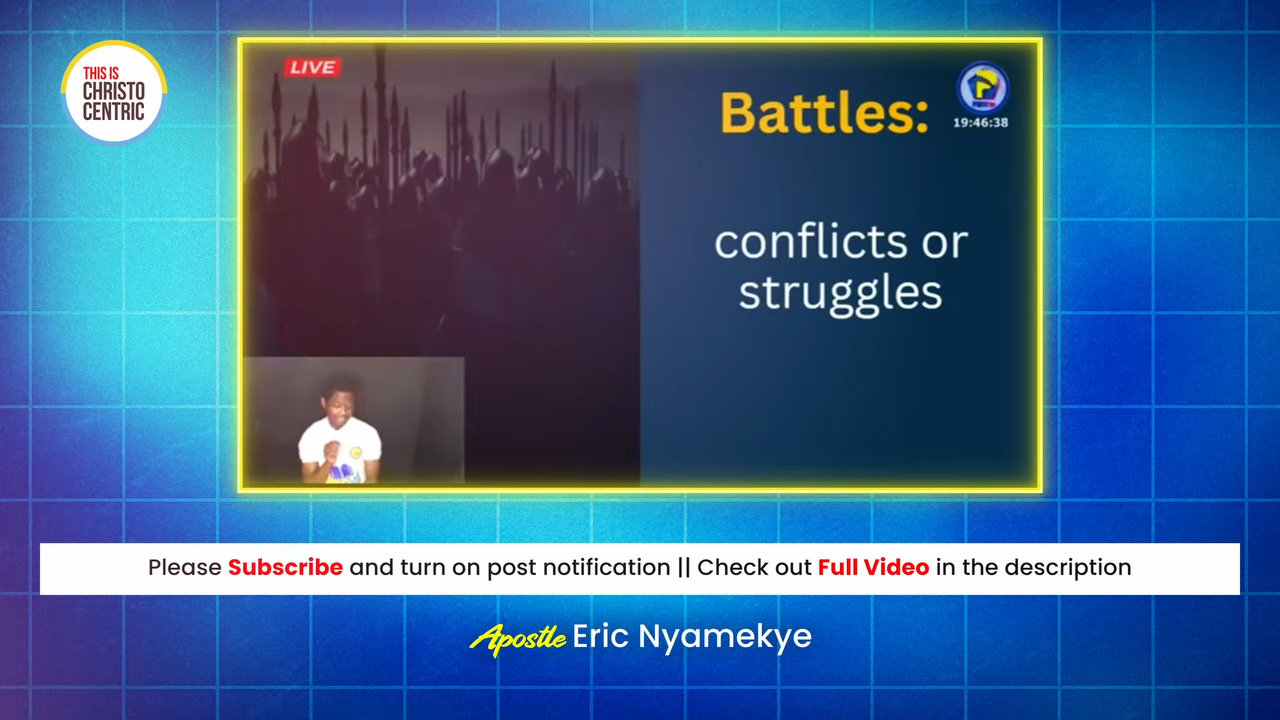 THIS IS
CHRISTO
CENTRIC
LIVE
Battles:
19:46:38
conflicts or
struggles
Please Subscribe and turn on post notification || Check out Full Video in the description
Apostle Eric Nyamekye